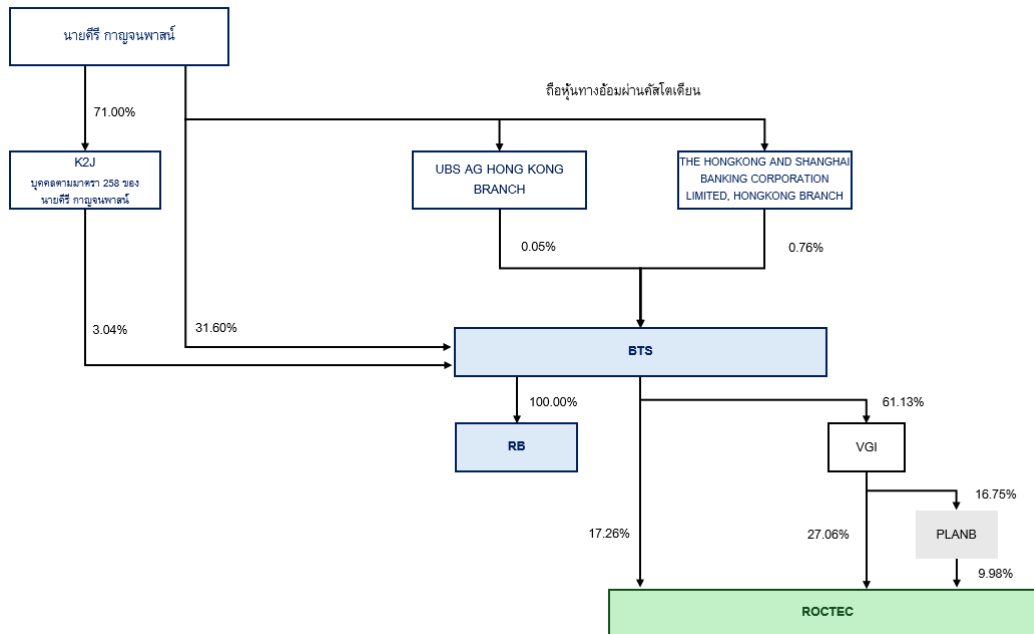 นายคีรี กาญจนพาสน์
ถือหุ้นทางอ้อมผ่านคัสโตเดียน
71.00%
K2J
บุคคลตามมาตรา 258 ของ
นายคีรี กาญจนพาสน์
UBS AG HONG KONG
BRANCH
THE HONGKONG AND SHANGHAI
BANKING CORPORATION
LIMITED, HONGKONG BRANCH
0.05%
0.76%
3.04%
31.60%
BTS
100.00%
61.13%
RB
VGI
16.75%
17.26%
27.06%
PLANB
9.98%
ROCTEC